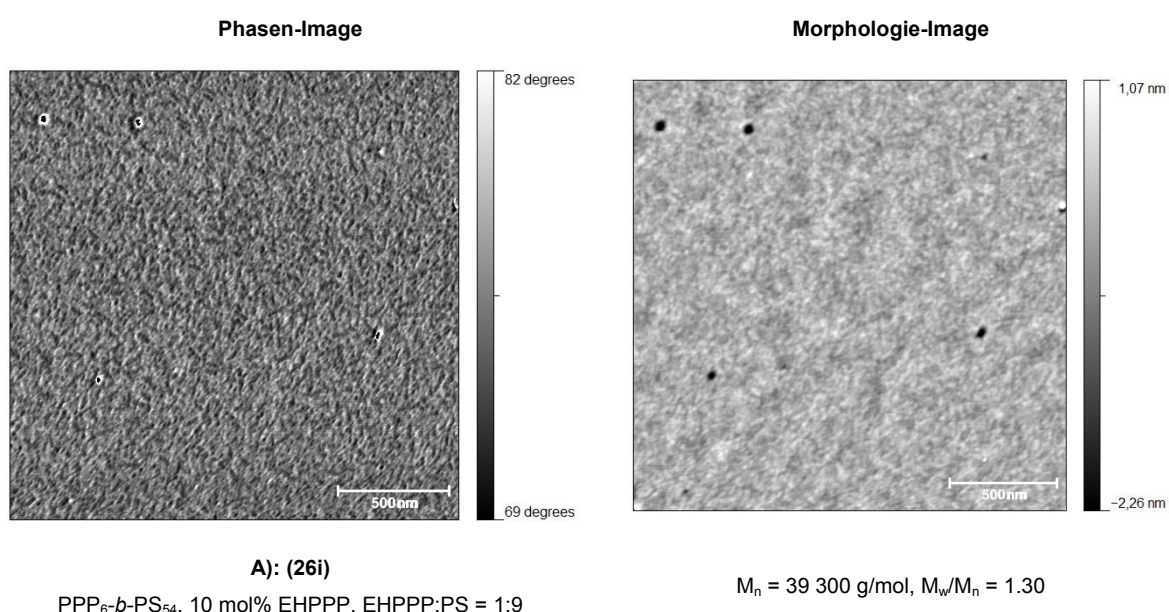 Phasen-Image
Morphologie-Image
82 degrees
69 degrees
500nm
1,07 nm
−2,26 nm
500nm
A): (26i)
PPP₆-b-PS₅₄, 10 mol% EHPPP, EHPPP:PS = 1:9
Mₙ = 39 300 g/mol, M_w/Mₙ = 1.30